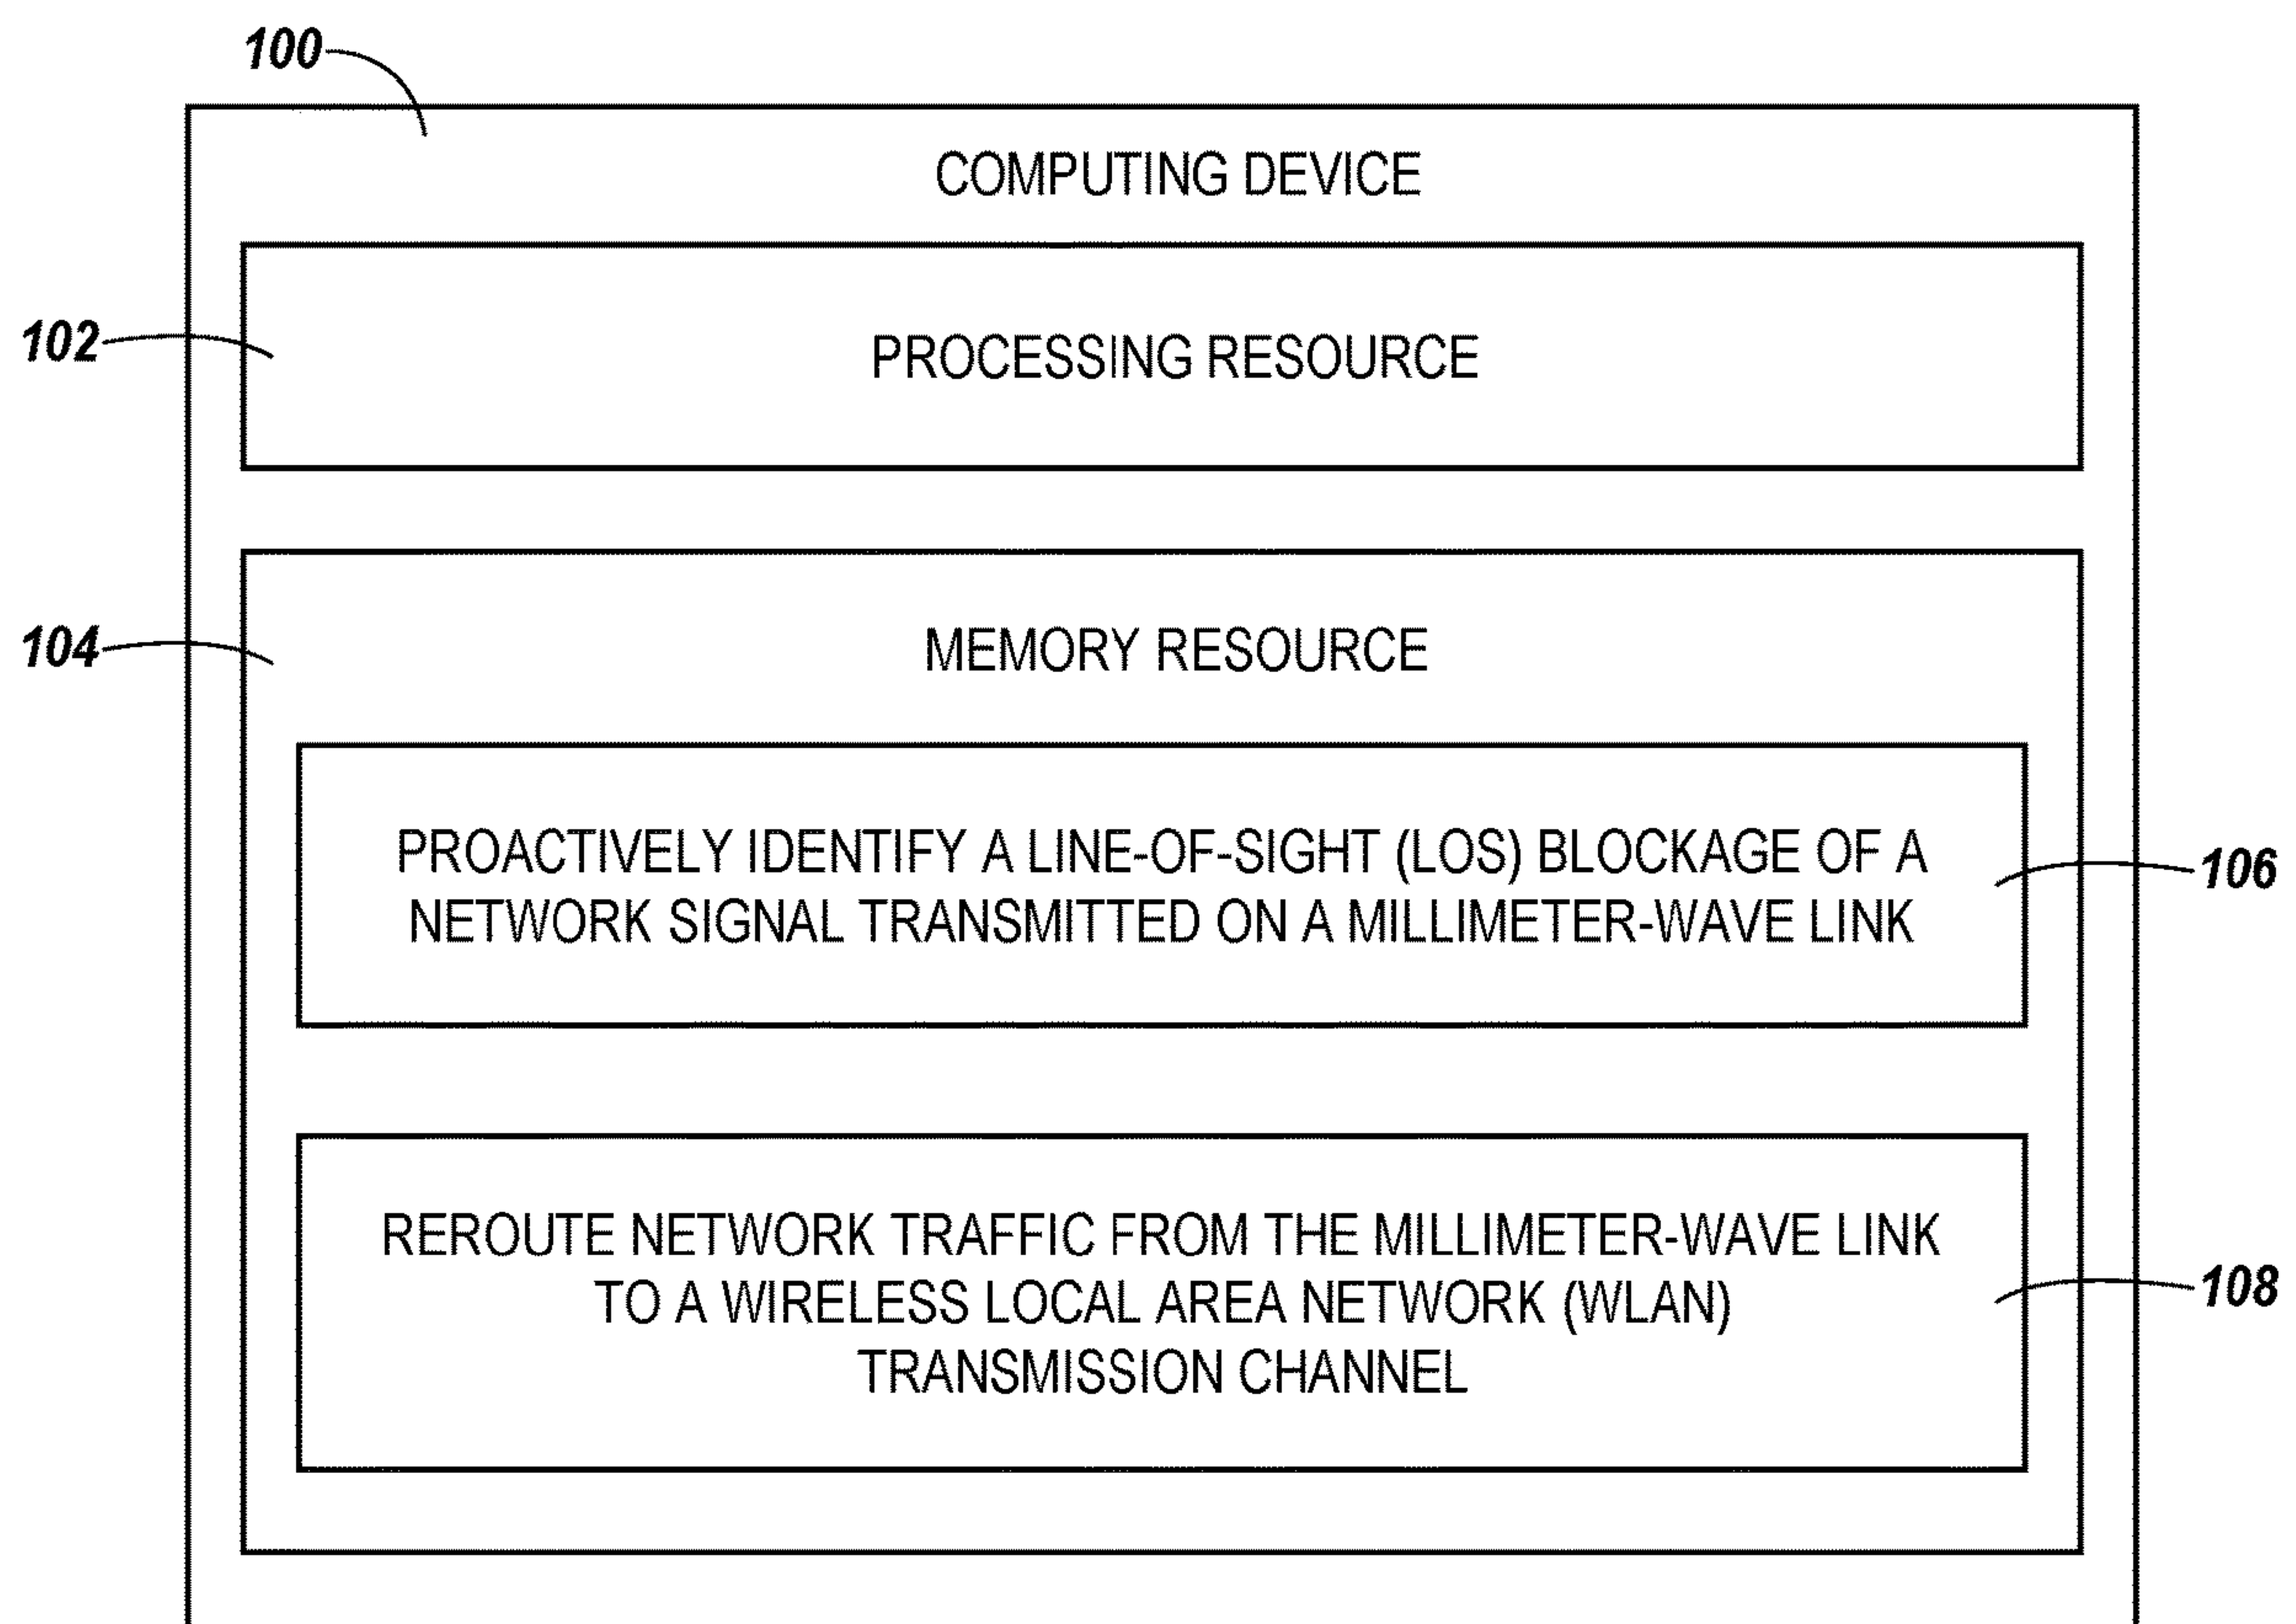 100
COMPUTING DEVICE
102
PROCESSING RESOURCE
104
MEMORY RESOURCE
PROACTIVELY IDENTIFY A LINE-OF-SIGHT (LOS) BLOCKAGE OF A
NETWORK SIGNAL TRANSMITTED ON A MILLIMETER-WAVE LINK
106
REROUTE NETWORK TRAFFIC FROM THE MILLIMETER-WAVE LINK
TO A WIRELESS LOCAL AREA NETWORK (WLAN)
TRANSMISSION CHANNEL
108